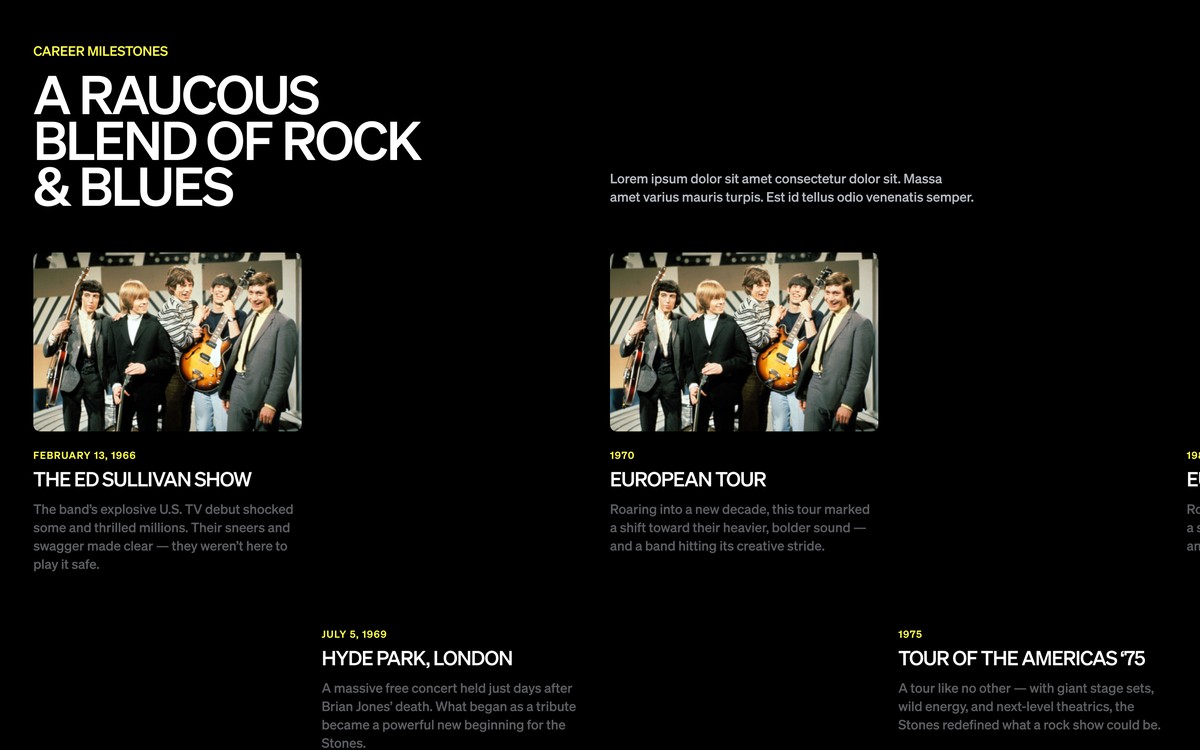 CAREER MILESTONES
A RAUCOUS
BLEND OF ROCK
& BLUES
Lorem ipsum dolor sit amet consectetur dolor sit. Massa
amet varius mauris turpis. Est id tellus odio venenatis semper.
FEBRUARY 13, 1966
THE ED SULLIVAN SHOW
The band’s explosive U.S. TV debut shocked
some and thrilled millions. Their sneers and
swagger made clear — they weren’t here to
play it safe.
1970
EUROPEAN TOUR
Roaring into a new decade, this tour marked
a shift toward their heavier, bolder sound —
and a band hitting its creative stride.
JULY 5, 1969
HYDE PARK, LONDON
A massive free concert held just days after
Brian Jones’ death. What began as a tribute
became a powerful new beginning for the
Stones.
1975
TOUR OF THE AMERICAS ‘75
A tour like no other — with giant stage sets,
wild energy, and next-level theatrics, the
Stones redefined what a rock show could be.